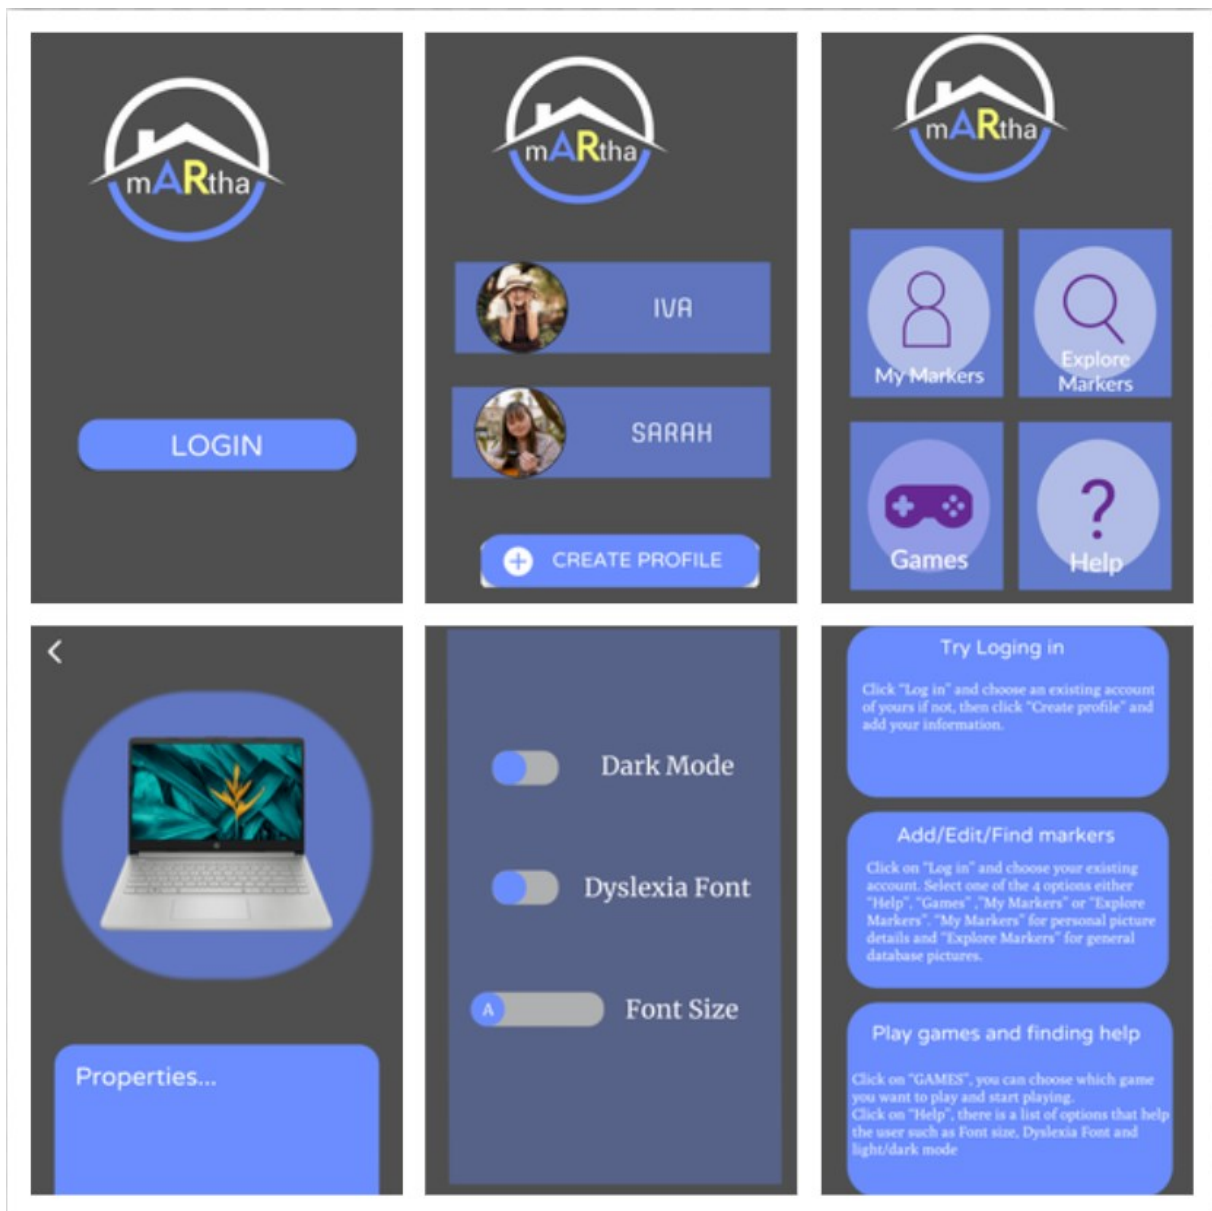 mARtha
LOGIN
mARtha
IVA
SARAH
CREATE PROFILE
mARtha
My Markers
Explore
Markers
Games
?
Help
Properties...
Dark Mode
Dyslexia Font
A
Font Size
Try Loging in
Click "Log in" and choose an existing account
of yours if not, then click "Create profile" and
add your information.
Add/Edit/Find markers
Click on "Log in" and choose your existing
account. Select one of the 4 options either
"Help", "Games" ,"My Markers" or "Explore
Markers". "My Markers" for personal picture
details and "Explore Markers" for general
database pictures.
Play games and finding help
Click on "GAMES", you can choose which game
you want to play and start playing.
Click on "Help", there is a list of options that help
the user such as Font size, Dyslexia Font and
light/dark mode